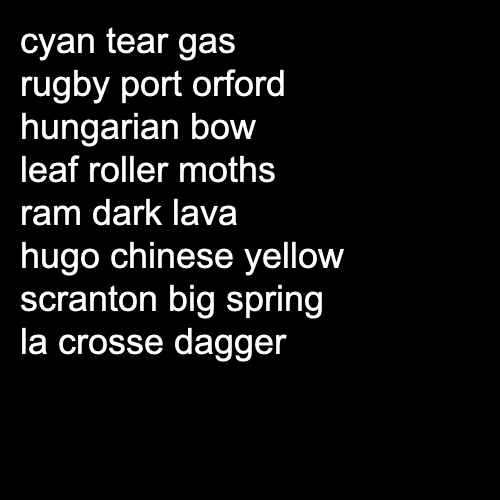 cyan tear gas
rugby port orford
hungarian bow
leaf roller moths
ram dark lava
hugo chinese yellow
scranton big spring
la crosse dagger